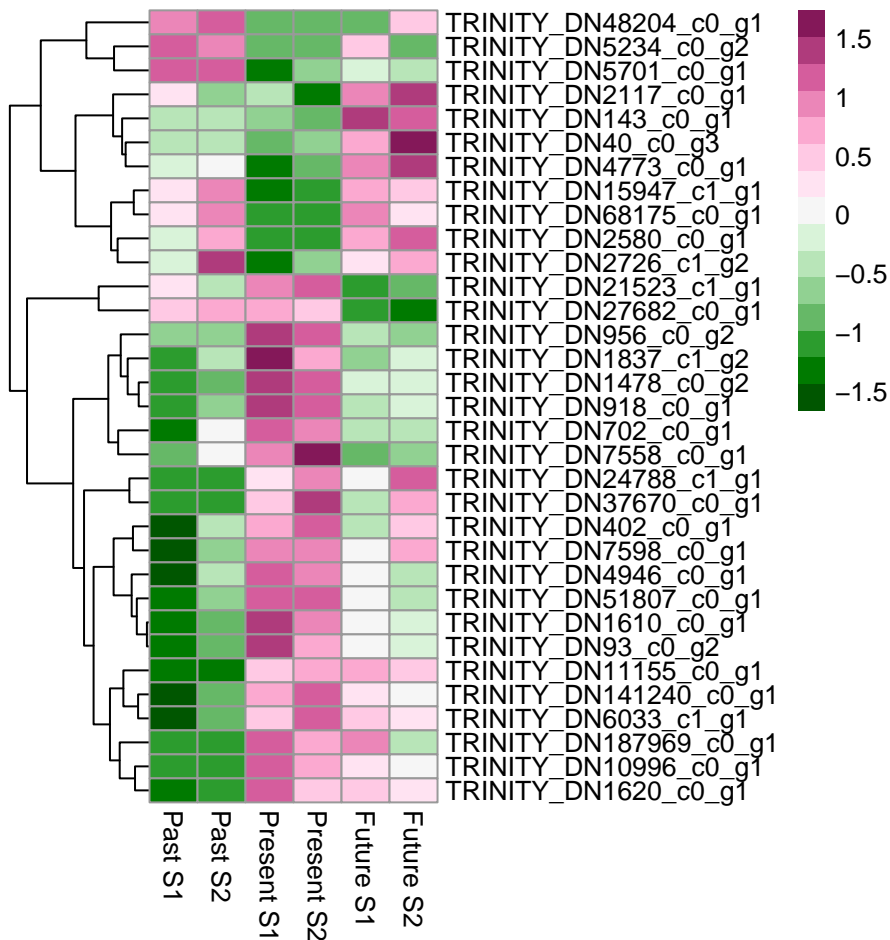 TRINITY_DN48204_c0_g1
TRINITY_DN5234_c0_g2
TRINITY_DN5701_c0_g1
TRINITY_DN2117_c0_g1
TRINITY_DN143_c0_g1
TRINITY_DN40_c0_g3
TRINITY_DN4773_c0_g1
TRINITY_DN15947_c1_g1
TRINITY_DN68175_c0_g1
TRINITY_DN2580_c0_g1
TRINITY_DN2726_c1_g2
TRINITY_DN21523_c1_g1
TRINITY_DN27682_c0_g1
TRINITY_DN956_c0_g2
TRINITY_DN1837_c1_g2
TRINITY_DN1478_c0_g2
TRINITY_DN918_c0_g1
TRINITY_DN702_c0_g1
TRINITY_DN7558_c0_g1
TRINITY_DN24788_c1_g1
TRINITY_DN37670_c0_g1
TRINITY_DN402_c0_g1
TRINITY_DN7598_c0_g1
TRINITY_DN4946_c0_g1
TRINITY_DN51807_c0_g1
TRINITY_DN1610_c0_g1
TRINITY_DN93_c0_g2
TRINITY_DN11155_c0_g1
TRINITY_DN141240_c0_g1
TRINITY_DN6033_c1_g1
TRINITY_DN187969_c0_g1
TRINITY_DN10996_c0_g1
TRINITY_DN1620_c0_g1
Past S1
Past S2
Present S1
Present S2
Future S1
Future S2
1.5
1
0.5
0
−0.5
−1
−1.5